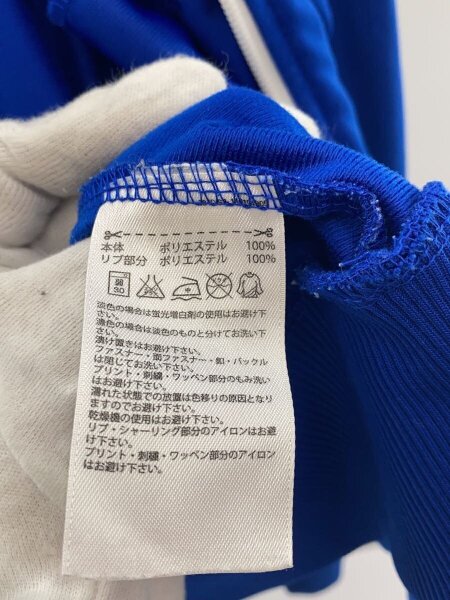 本体 ポリエステル 100%
リブ部分 ポリエステル 100%
弱
30
淡色の場合は蛍光増白剤の使用はお避け下
さい。
濃色の場合は淡色のものと分けてお洗い下
さい。
漬け置きはお避け下さい。
ファスナー・面ファスナー・釦・バックル
は閉じてお洗い下さい。
プリント・刺繍・ワッペン部分のもみ洗い
はお避け下さい。
濡れた状態での放置は色移りの原因となり
ますのでお避け下さい。
乾燥機の使用はお避け下さい。
リブ・シャーリング部分のアイロンはお避
け下さい。
プリント・刺繍・ワッペン部分のアイロン
はお避け下さい。